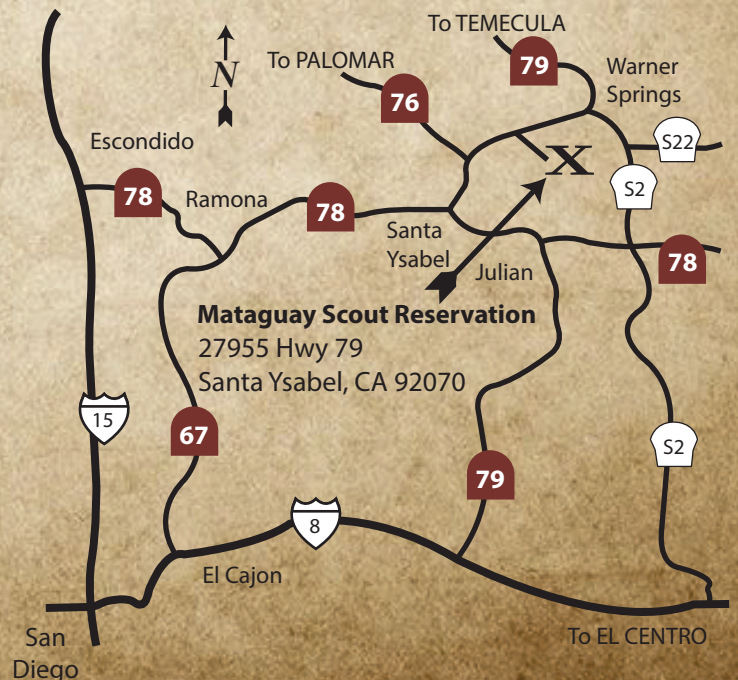 To TEMECULA
79
To PALOMAR
76
Warner
Springs
N
Escondido
S22
X
78
Ramona
78
S2
Santa
Ysabel
Julian
78
Mataguay Scout Reservation
27955 Hwy 79
Santa Ysabel, CA 92070
15
67
S2
79
8
El Cajon
San
Diego
To EL CENTRO